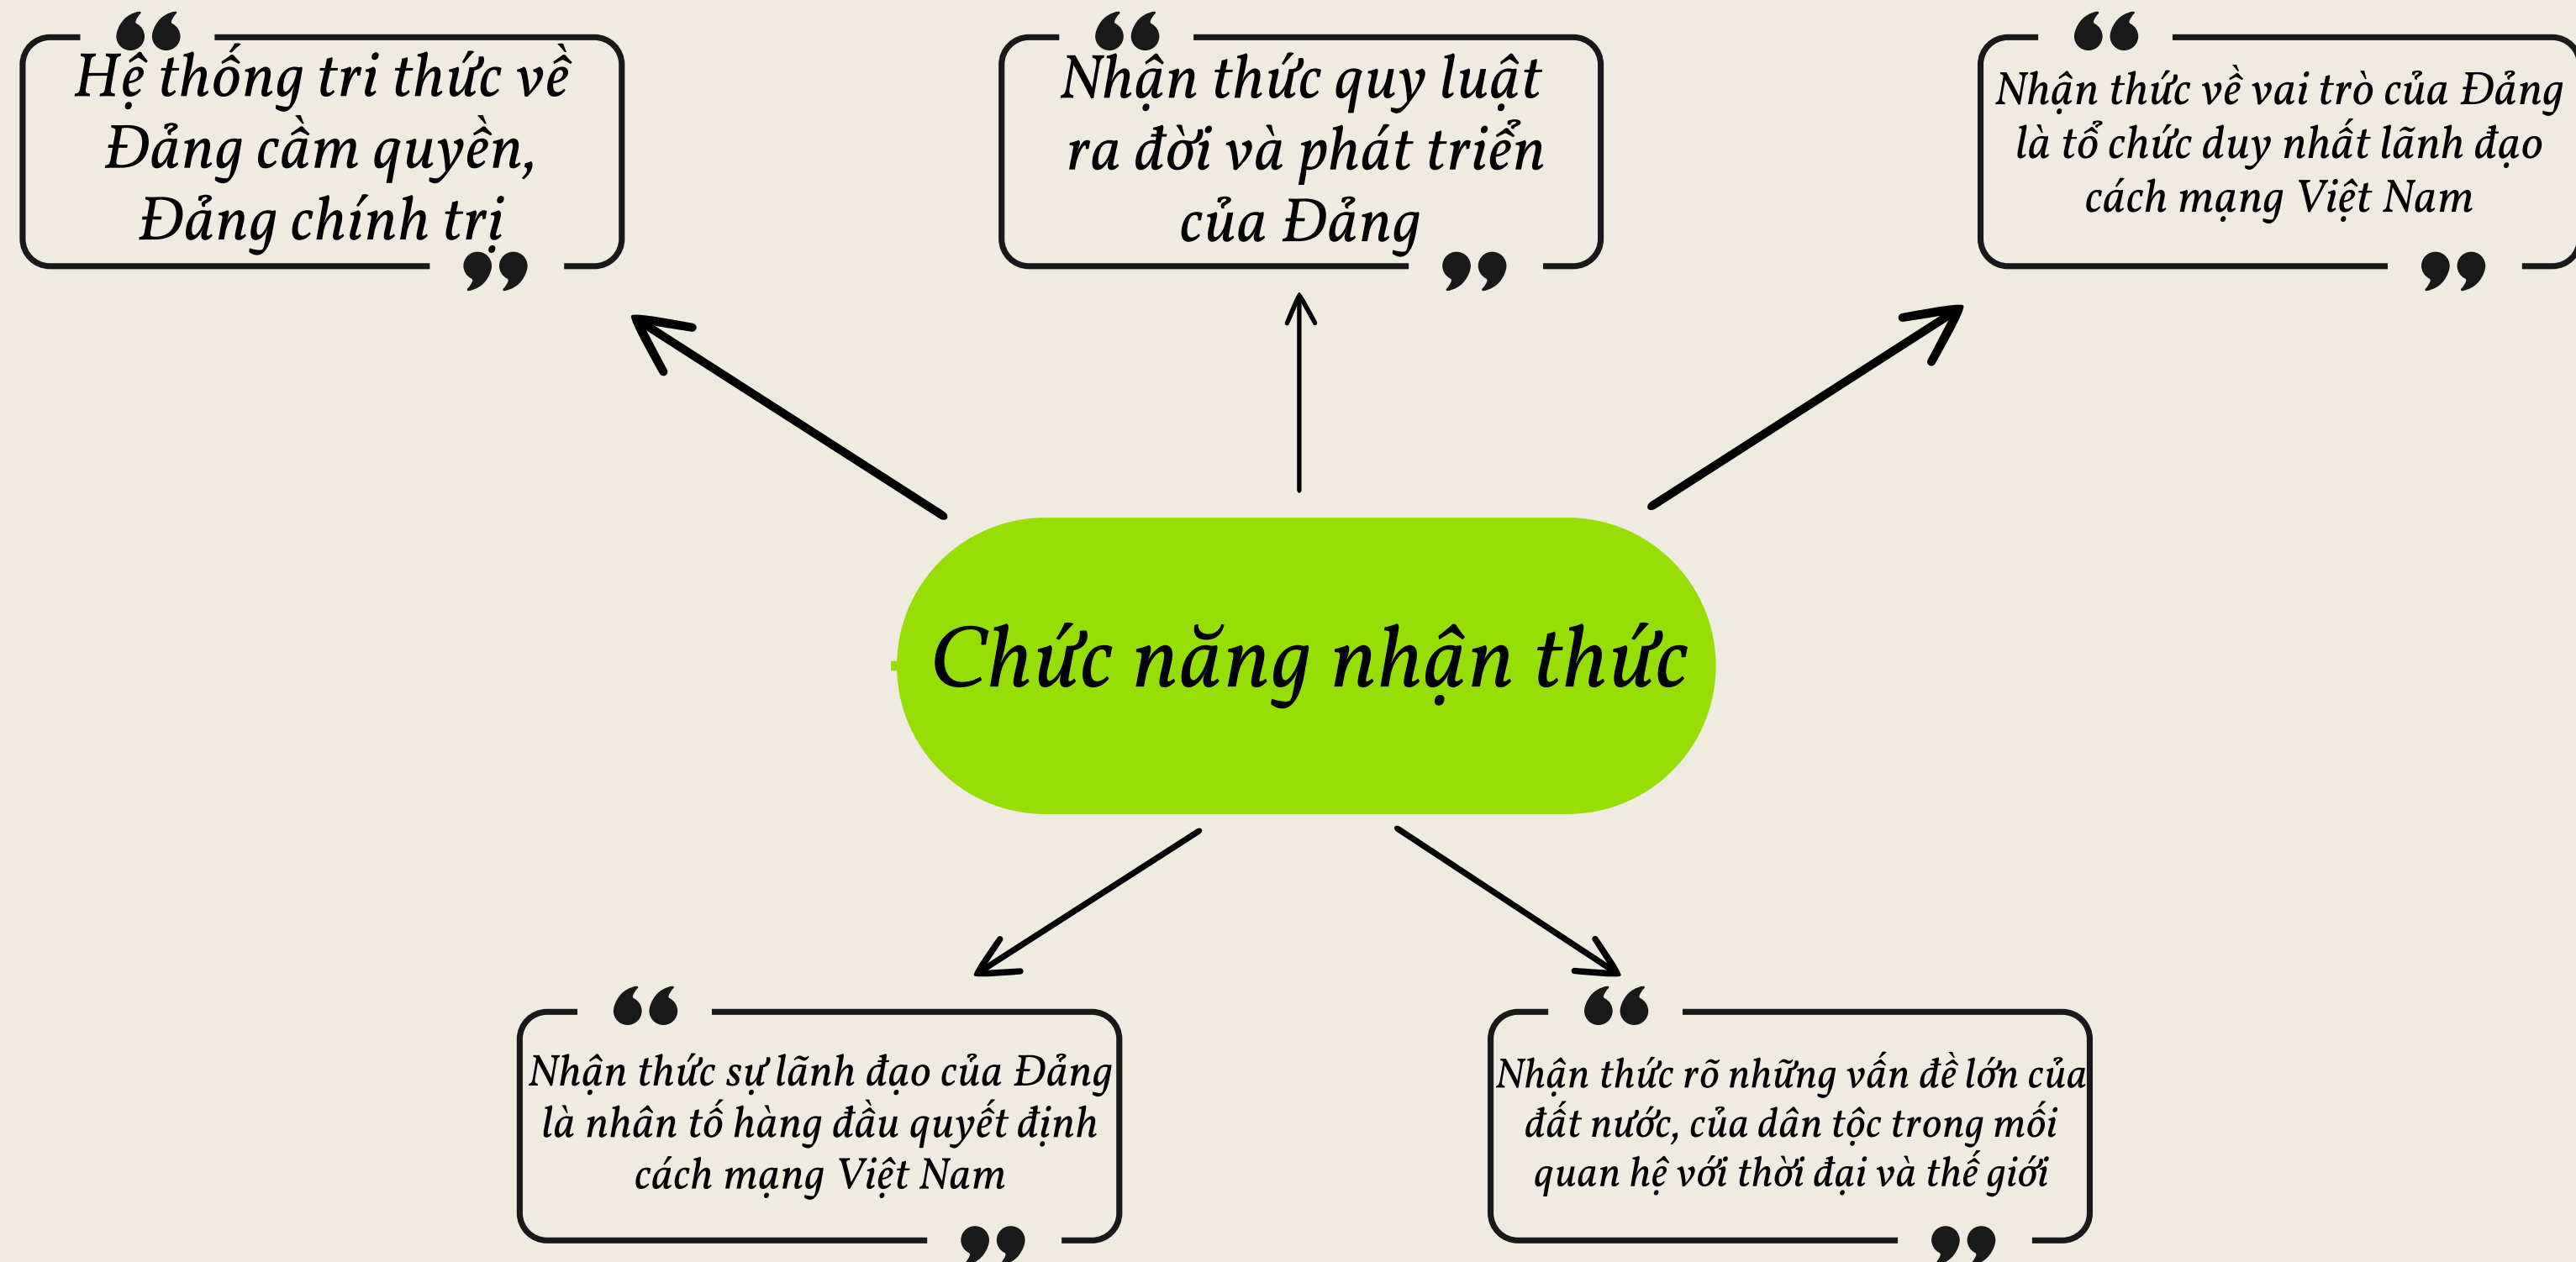 Hệ thống tri thức về
Đảng cầm quyền,
Đảng chính trị
Nhận thức quy luật
ra đời và phát triển
của Đảng
Nhận thức về vai trò của Đảng
là tổ chức duy nhất lãnh đạo
cách mạng Việt Nam
Chức năng nhận thức
Nhận thức sự lãnh đạo của Đảng
là nhân tố hàng đầu quyết định
cách mạng Việt Nam
Nhận thức rõ những vấn đề lớn của
đất nước, của dân tộc trong mối
quan hệ với thời đại và thế giới